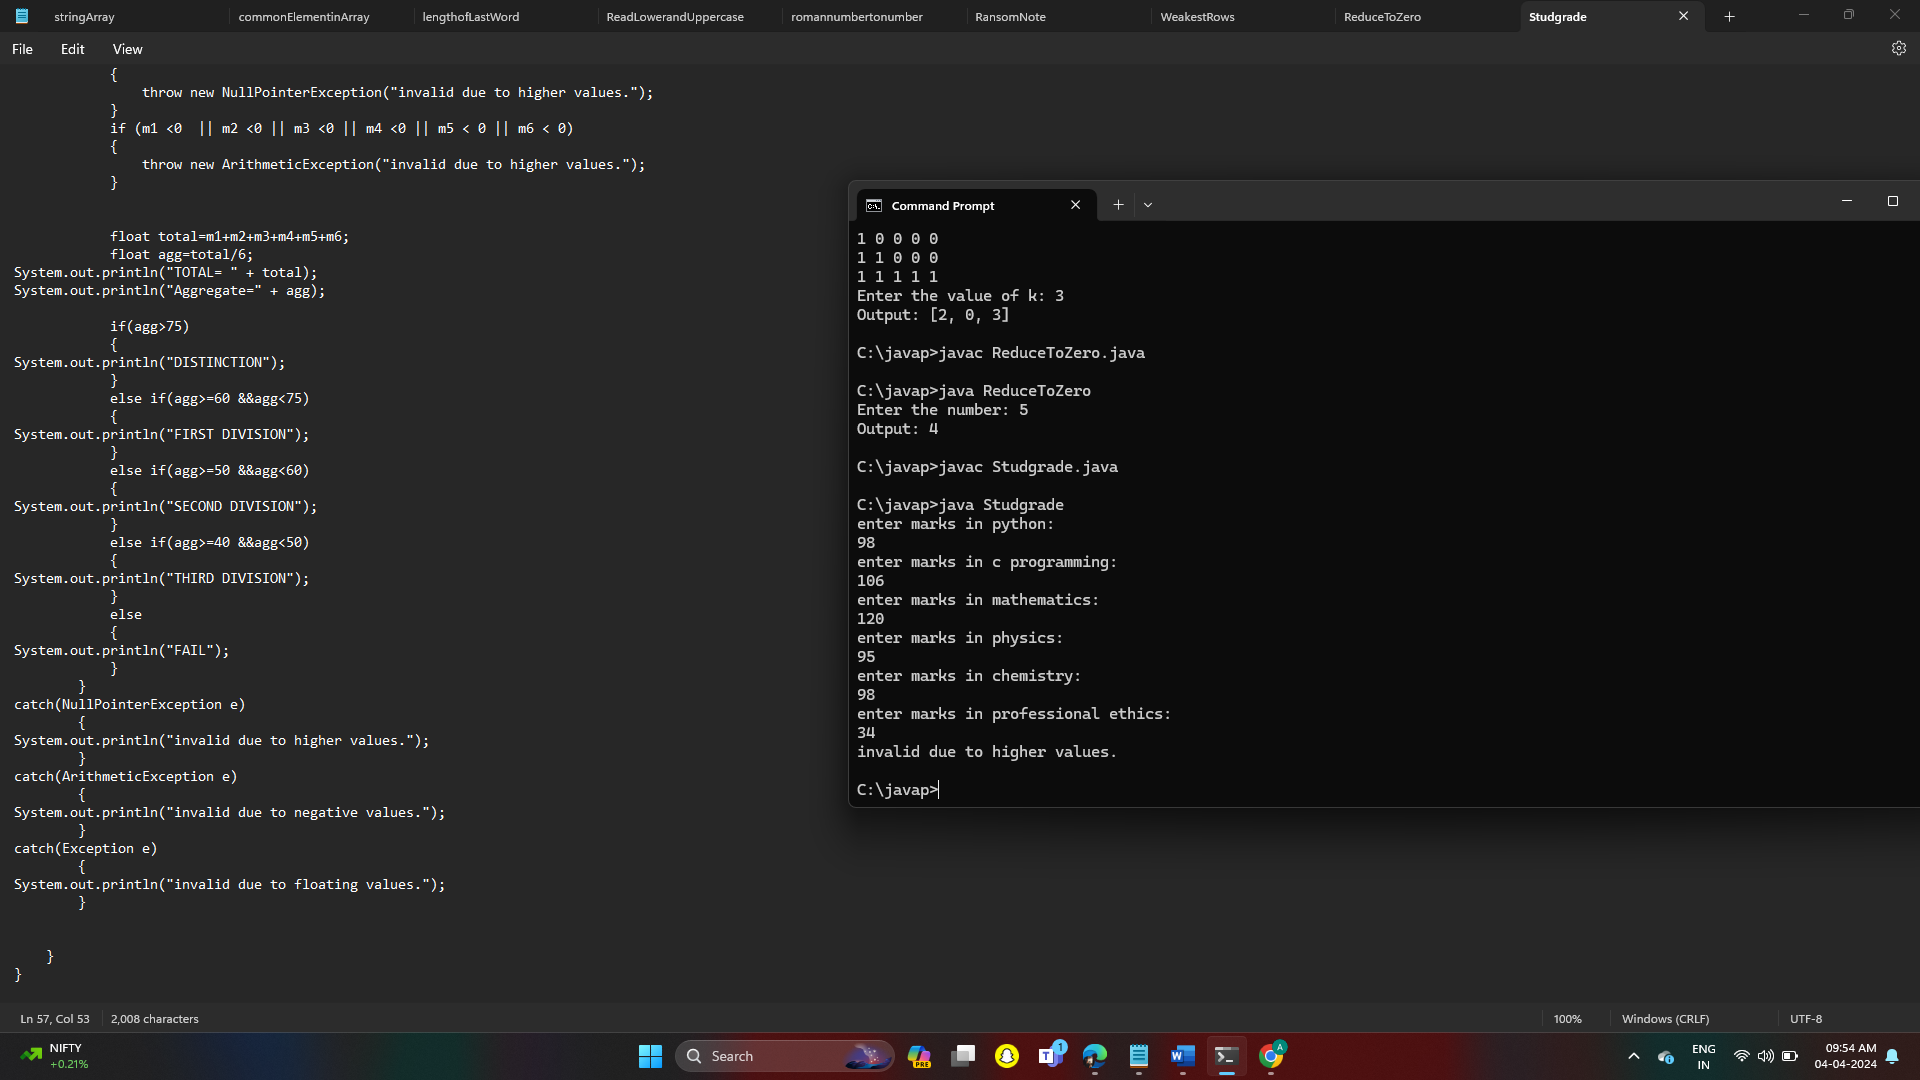 stringArray commonElementinArray lengthofLastWord ReadLowerandUppercase romannumbertonumber RansomNote WeakestRows ReduceToZero Studgrade
File Edit View
{
throw new NullPointerException("invalid due to higher values.");
}
if (m1 <0  || m2 <0 || m3 <0 || m4 <0 || m5 < 0 || m6 < 0)
{
throw new ArithmeticException("invalid due to higher values.");
}
float total=m1+m2+m3+m4+m5+m6;
float agg=total/6;
System.out.println("TOTAL= " + total);
System.out.println("Aggregate=" + agg);
if(agg>75)
{
System.out.println("DISTINCTION");
}
else if(agg>=60 &&agg<75)
{
System.out.println("FIRST DIVISION");
}
else if(agg>=50 &&agg<60)
{
System.out.println("SECOND DIVISION");
}
else if(agg>=40 &&agg<50)
{
System.out.println("THIRD DIVISION");
}
else
{
System.out.println("FAIL");
}
}
catch(NullPointerException e)
{
System.out.println("invalid due to higher values.");
}
catch(ArithmeticException e)
{
System.out.println("invalid due to negative values.");
}
catch(Exception e)
{
System.out.println("invalid due to floating values.");
}
}
}
Command Prompt
1 0 0 0 0
1 1 0 0 0
1 1 1 1 1
Enter the value of k: 3
Output: [2, 0, 3]
C:\javap>javac ReduceToZero.java
C:\javap>java ReduceToZero
Enter the number: 5
Output: 4
C:\javap>javac Studgrade.java
C:\javap>java Studgrade
enter marks in python:
98
enter marks in c programming:
106
enter marks in mathematics:
120
enter marks in physics:
95
enter marks in chemistry:
98
enter marks in professional ethics:
34
invalid due to higher values.
C:\javap>
Ln 57, Col 53 2,008 characters 100% Windows (CRLF) UTF-8
NIFTY
+0.21%
Search
PRE
1
A
ENG
IN
09:54 AM
04-04-2024